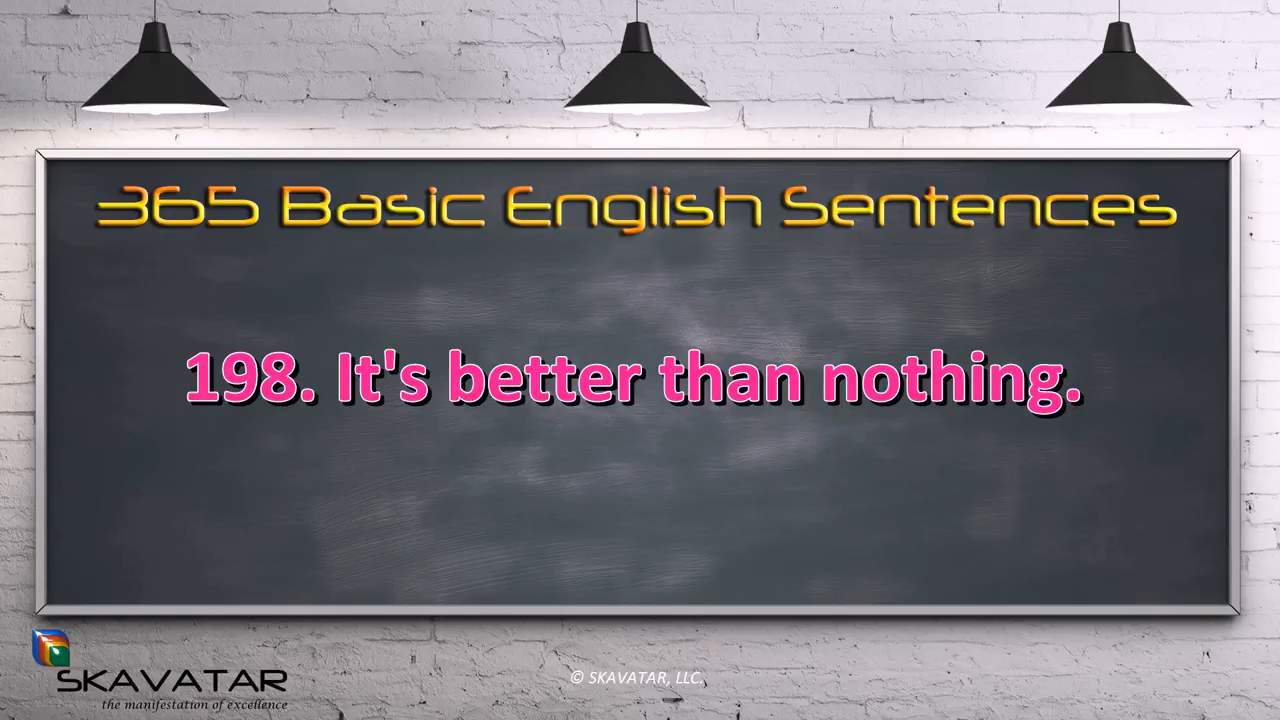 365 Basic English Sentences
198. It's better than nothing.
SKAVATAR
the manifestation of excellence
© SKAVATAR, LLC.